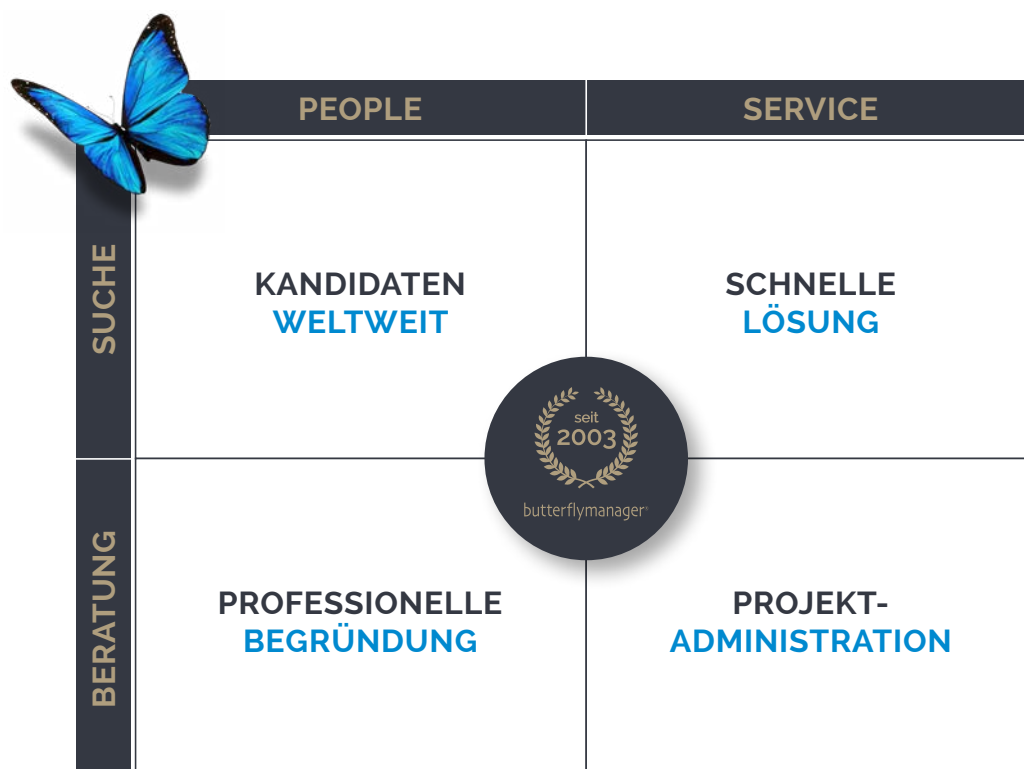 PEOPLE
SERVICE
SUCHE
KANDIDATEN
WELTWEIT
SCHNELLE
LÖSUNG
seit
2003
butterflymanager®
BERATUNG
PROFESSIONELLE
BEGRÜNDUNG
PROJEKT-
ADMINISTRATION